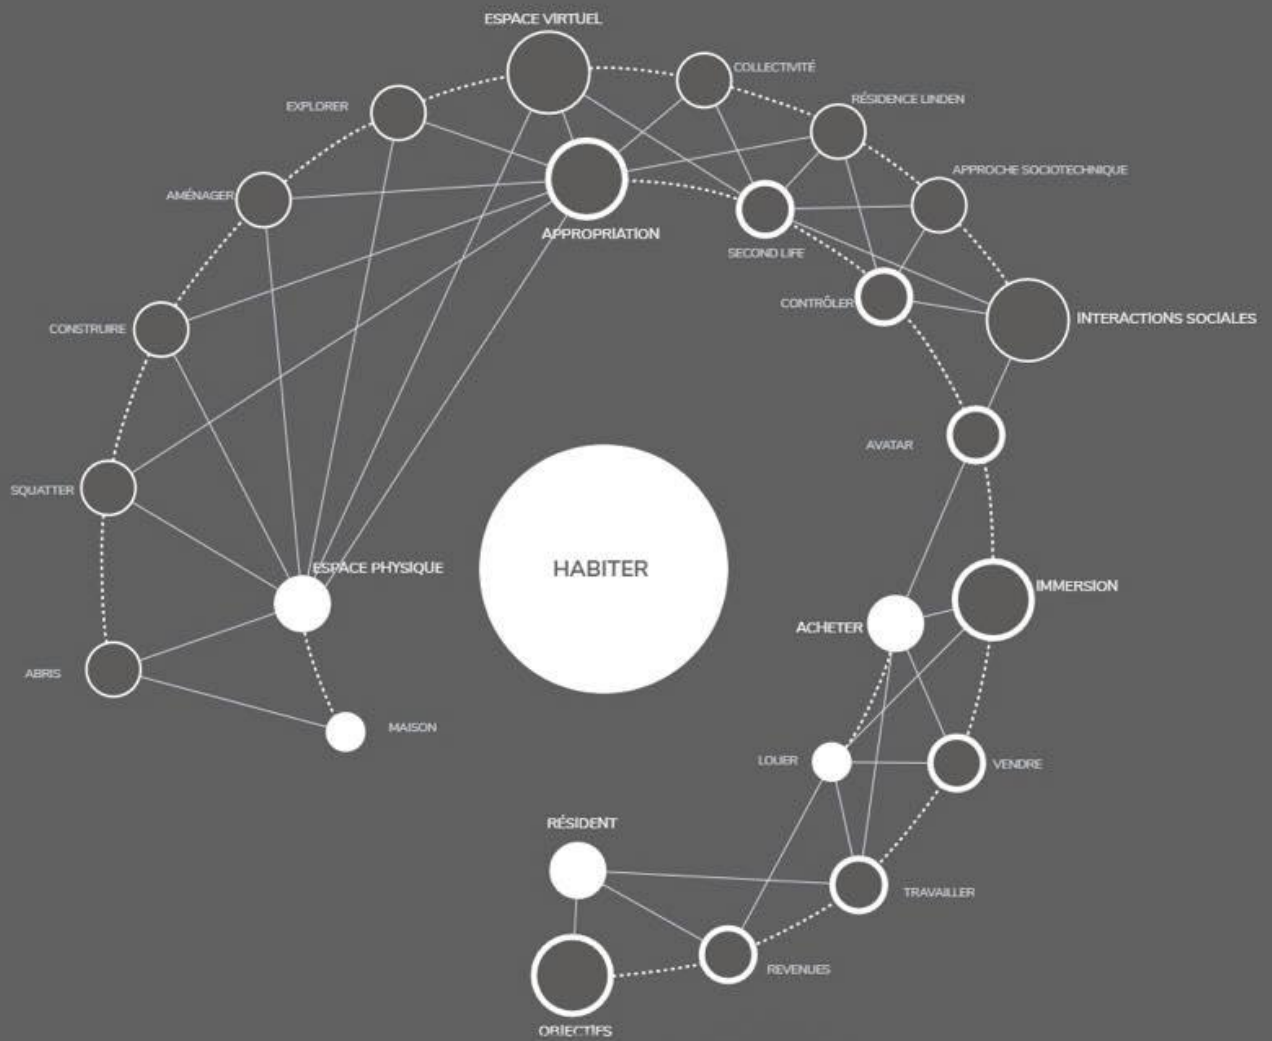 ESPACE VIRTUEL
COLLECTIVITÉ
EXPLORER
RÉSIDENCE LINDEN
APPROCHE SOCIOTECHNIQUE
AMÉNAGER
APPROPRIATION
SECOND LIFE
CONTRÔLER
INTERACTIONS SOCIALES
CONSTRUIRE
AVATAR
SQUATTER
ESPACE PHYSIQUE
HABITER
IMMERSION
ACHETER
ABRIS
MAISON
LOUER
VENDRE
RÉSIDENT
TRAVAILLER
REVENUES
OBJECTIFS